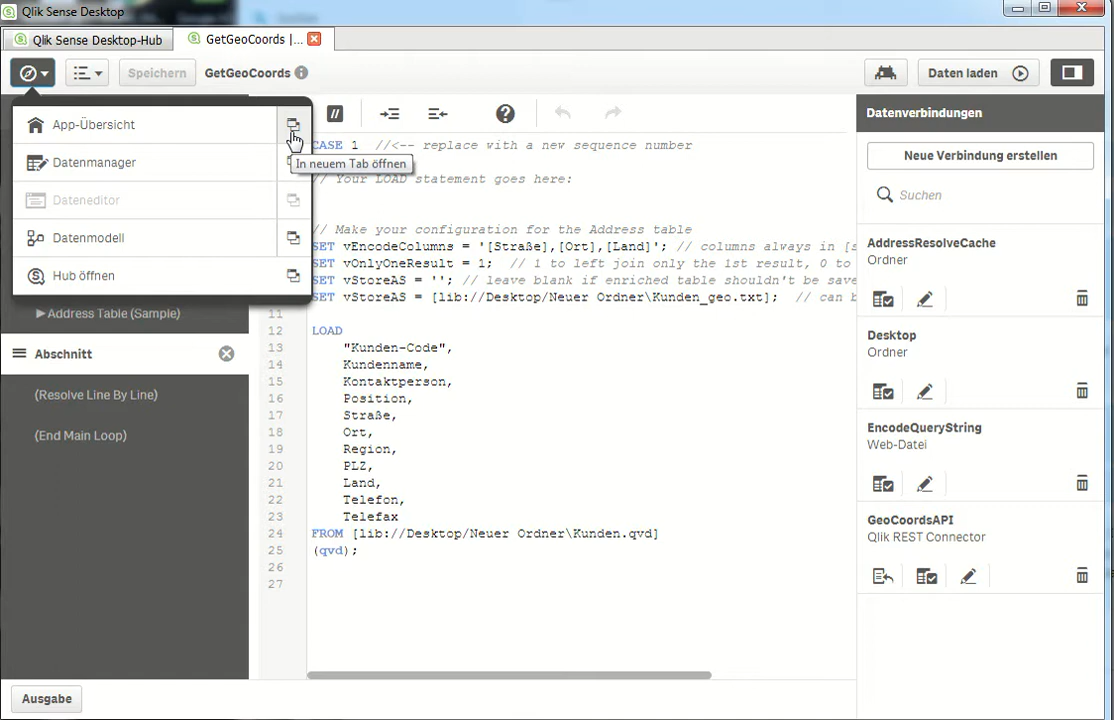 Qlik Sense Desktop
Qlik Sense Desktop-Hub
GetGeoCoords |...
Speichern
GetGeoCoords
Daten laden
App-Übersicht
Datenmanager
Dateneditor
Datenmodell
Hub öffnen
In neuem Tab öffnen
▶Address Table (Sample)
Abschnitt
(Resolve Line By Line)
(End Main Loop)
Ausgabe
//
CASE 1  //<-- replace with a new sequence number
// Your LOAD statement goes here:
// Make your configuration for the Address table
SET vEncodeColumns = '[Straße],[Ort],[Land]'; // columns always in [s
SET vOnlyOneResult = 1;  // 1 to left join only the 1st result, 0 to
SET vStoreAS = ''; // leave blank if enriched table shouldn't be save
SET vStoreAS = [lib://Desktop/Neuer Ordner\Kunden_geo.txt];  // can b
11
12 LOAD
13 "Kunden-Code",
14 Kundenname,
15 Kontaktperson,
16 Position,
17 Straße,
18 Ort,
19 Region,
20 PLZ,
21 Land,
22 Telefon,
23 Telefax
24 FROM [lib://Desktop/Neuer Ordner\Kunden.qvd]
25 (qvd);
26
27
Datenverbindungen
Neue Verbindung erstellen
Suchen
AddressResolveCache
Ordner
Desktop
Ordner
EncodeQueryString
Web-Datei
GeoCoordsAPI
Qlik REST Connector